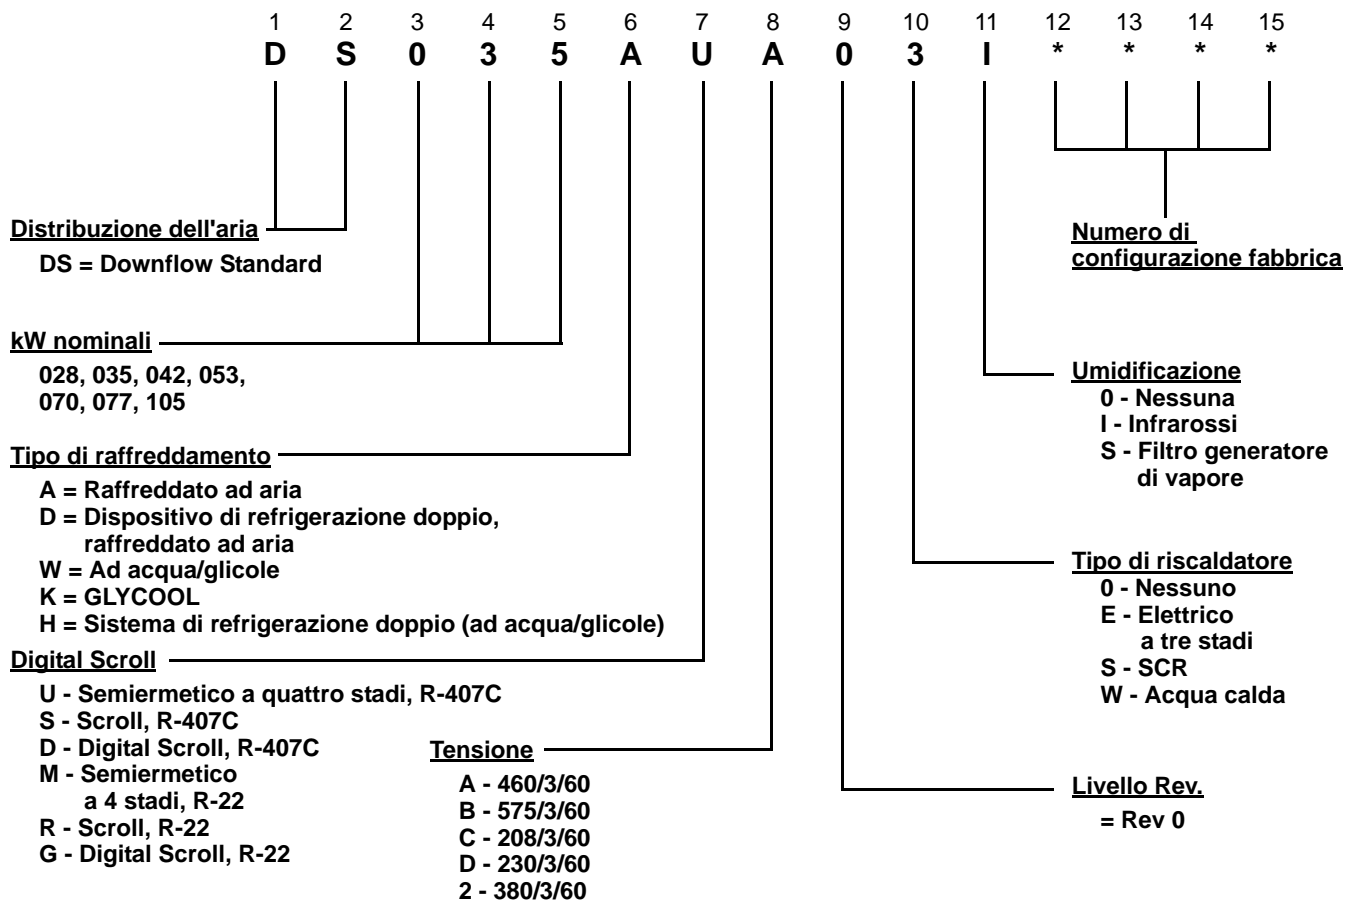 1 2 3 4 5 6 7 8 9 10 11 12 13 14 15
D S 0 3 5 A U A 0 3 I * * * *
Distribuzione dell'aria
DS = Downflow Standard
kW nominali
028, 035, 042, 053,
070, 077, 105
Tipo di raffreddamento
A = Raffreddato ad aria
D = Dispositivo di refrigerazione doppio,
raffreddato ad aria
W = Ad acqua/glicole
K = GLYCOOL
H = Sistema di refrigerazione doppio (ad acqua/glicole)
Digital Scroll
U - Semiermetico a quattro stadi, R-407C
S - Scroll, R-407C
D - Digital Scroll, R-407C
M - Semiermetico
a 4 stadi, R-22
R - Scroll, R-22
G - Digital Scroll, R-22
Tensione
A - 460/3/60
B - 575/3/60
C - 208/3/60
D - 230/3/60
2 - 380/3/60
Numero di
configurazione fabbrica
Umidificazione
0 - Nessuna
I - Infrarossi
S - Filtro generatore
di vapore
Tipo di riscaldatore
0 - Nessuno
E - Elettrico
a tre stadi
S - SCR
W - Acqua calda
Livello Rev.
= Rev 0